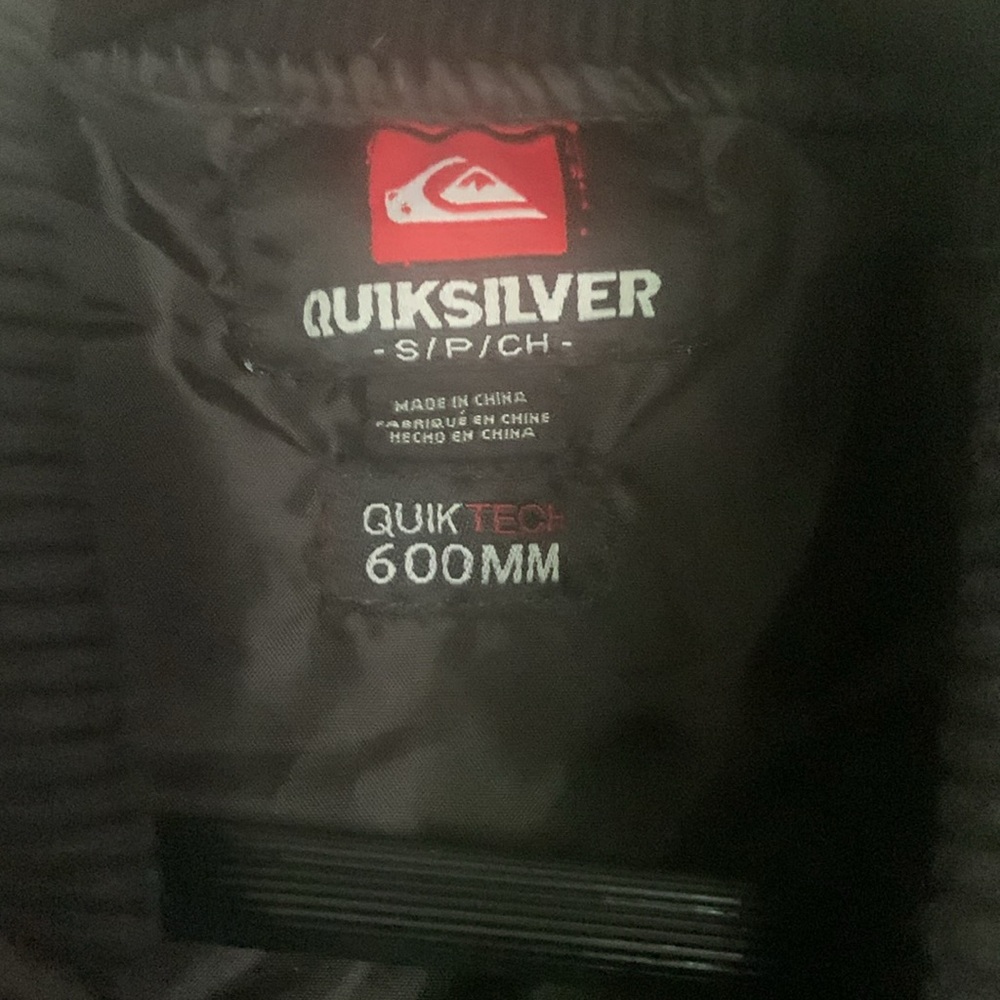 QUIKSILVER
- S/P/CH -
MADE IN CHINA
FABRIQUÉ EN CHINE
HECHO EN CHINA
QUIKTECH
600MM